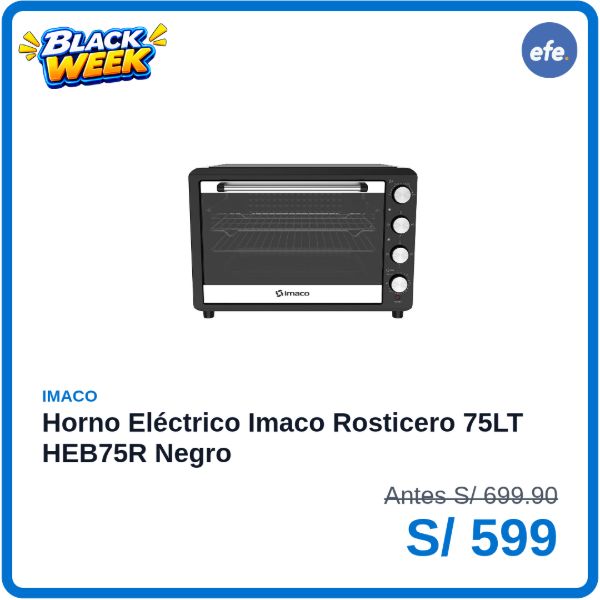 BLACK
WEEK
efe.
imaco
IMACO
Horno Eléctrico Imaco Rosticero 75LT
HEB75R Negro
Antes S/ 699.90
S/ 599